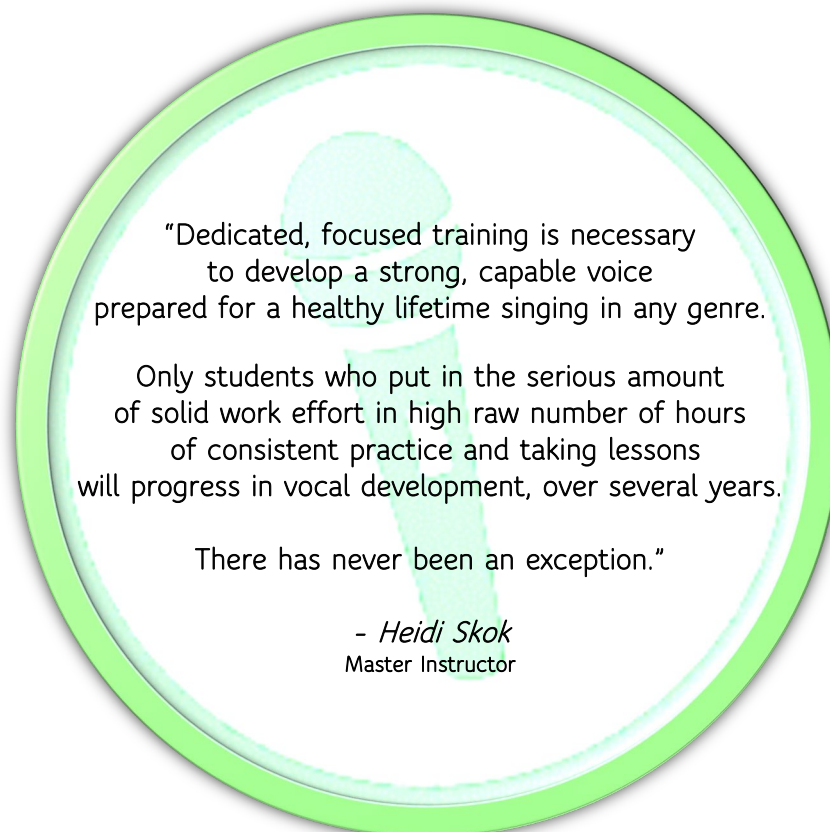 "Dedicated, focused training is necessary
to develop a strong, capable voice
prepared for a healthy lifetime singing in any genre.
Only students who put in the serious amount
of solid work effort in high raw number of hours
of consistent practice and taking lessons
will progress in vocal development, over several years.
There has never been an exception."
- Heidi Skok
Master Instructor